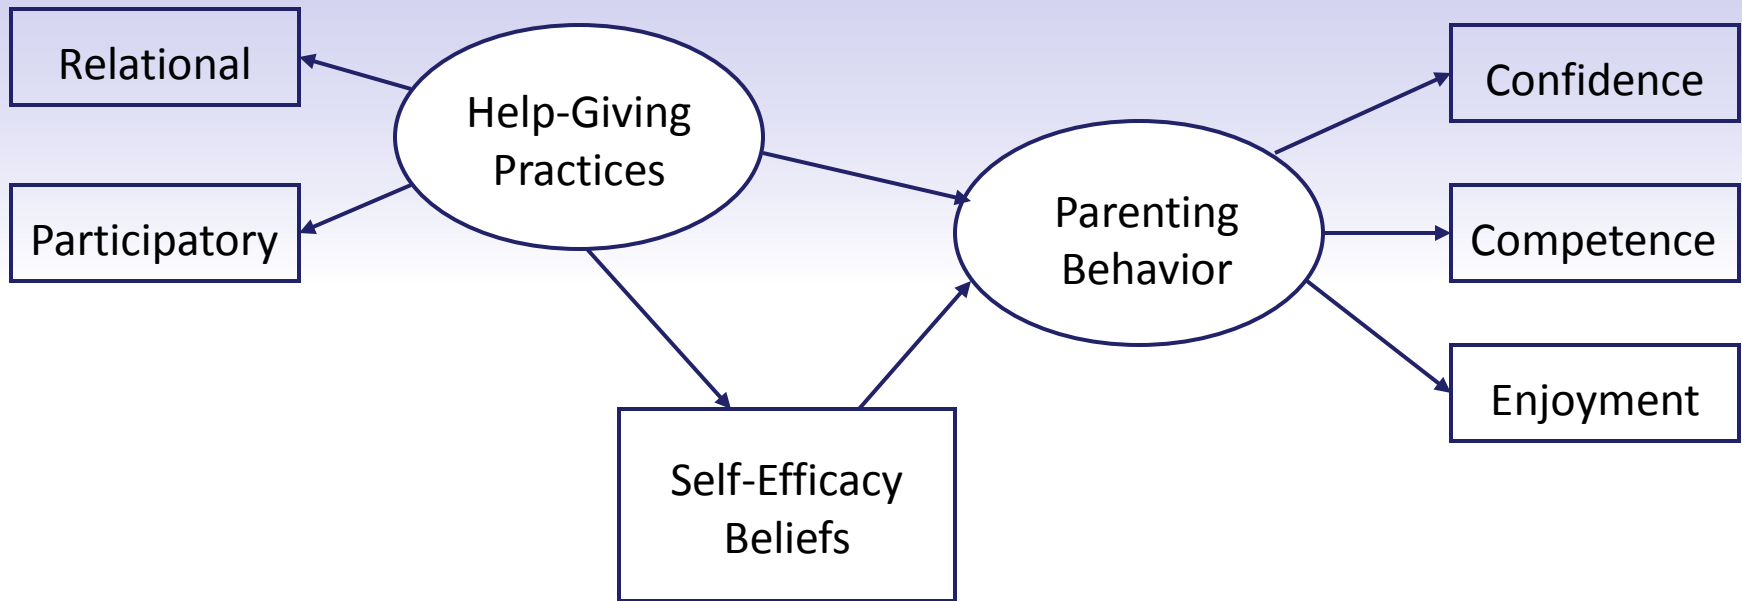 Relational
Participatory
Help-Giving
Practices
Self-Efficacy
Beliefs
Parenting
Behavior
Confidence
Competence
Enjoyment